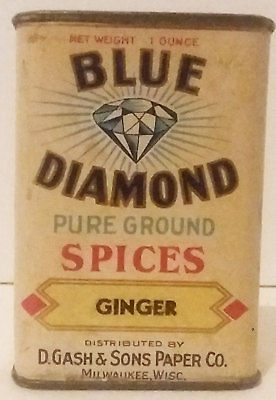 NET WEIGHT 1 OUNCE
BLUE
DIAMOND
PURE GROUND
SPICES
GINGER
DISTRIBUTED BY
D. GASH & SONS PAPER CO.
MILWAUKEE, WISC.